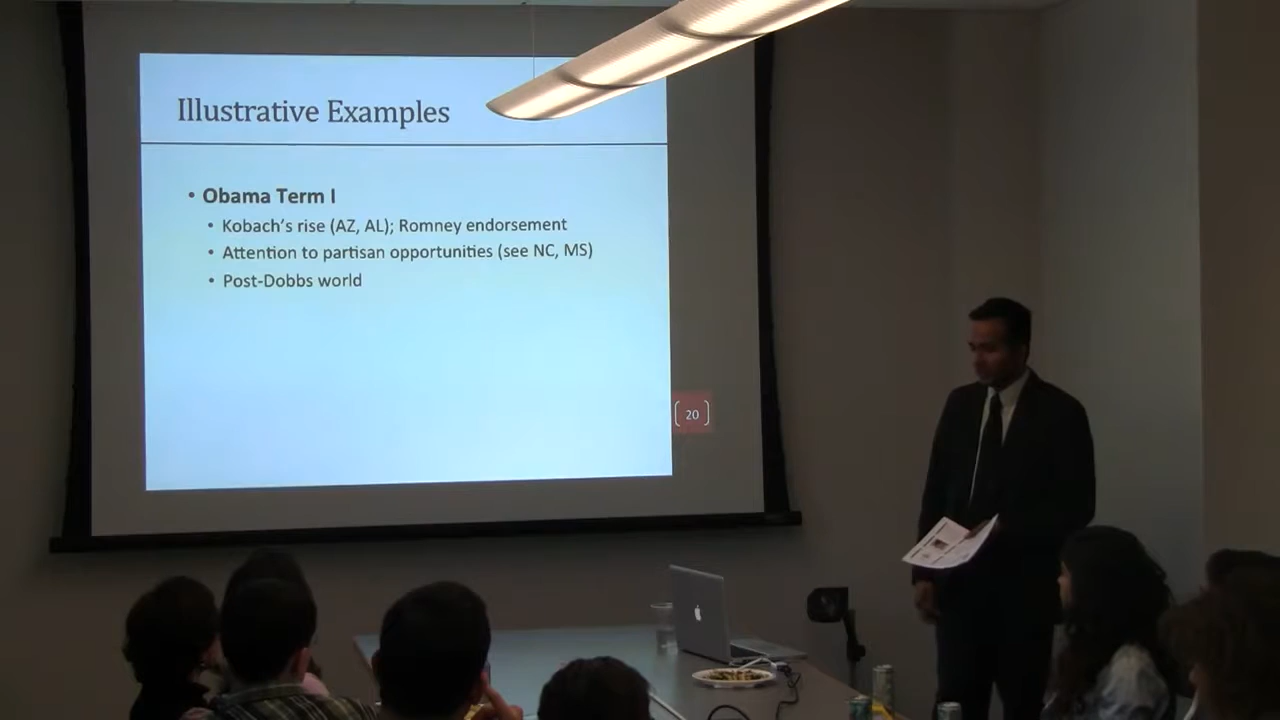 Illustrative Examples
• Obama Term I
• Kobach's rise (AZ, AL); Romney endorsement
• Attention to partisan opportunities (see NC, MS)
• Post-Dobbs world
20